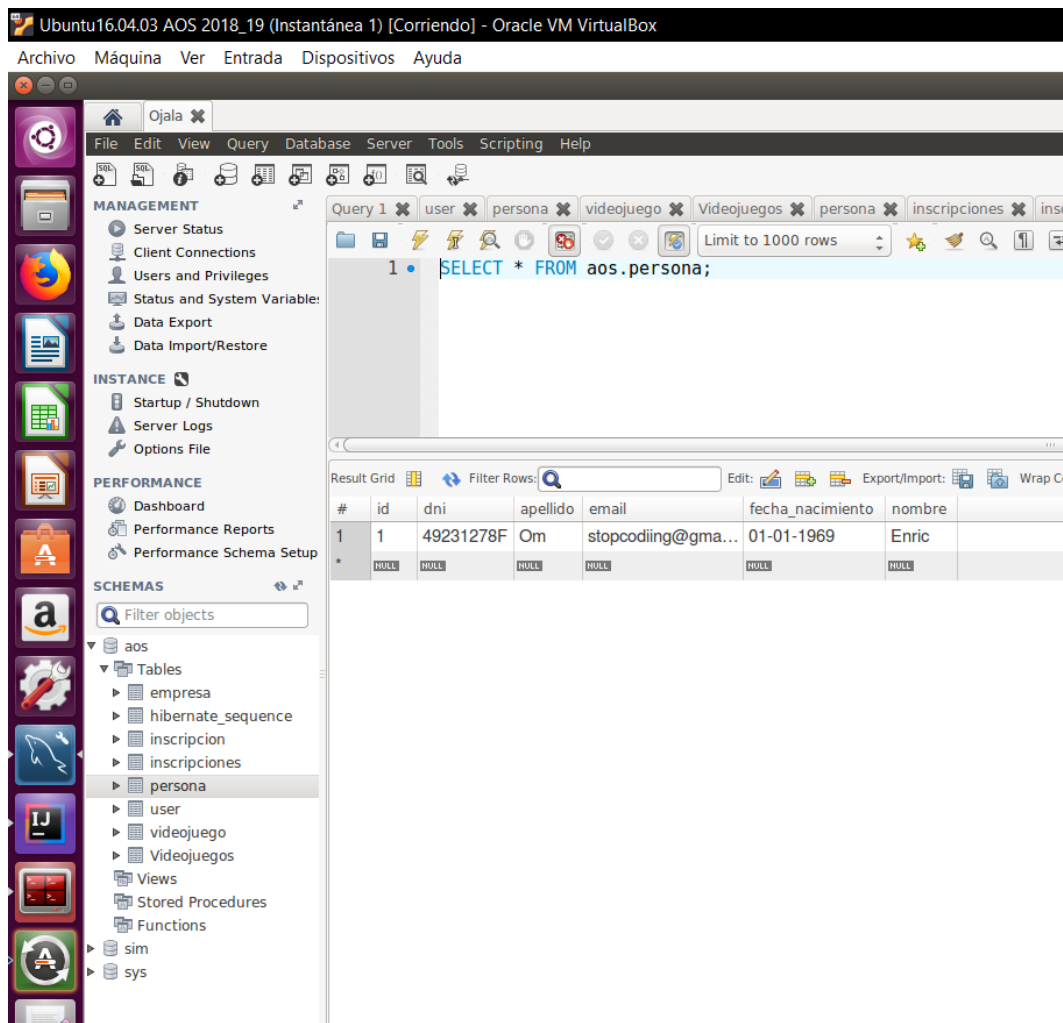 Ubuntu16.04.03 AOS 2018_19 (Instantánea 1) [Corriendo] - Oracle VM VirtualBox
Archivo Máquina Ver Entrada Dispositivos Ayuda
Ojala
File Edit View Query Database Server Tools Scripting Help
MANAGEMENT
Server Status
Client Connections
Users and Privileges
Status and System Variable
Data Export
Data Import/Restore
INSTANCE
Startup / Shutdown
Server Logs
Options File
PERFORMANCE
Dashboard
Performance Reports
Performance Schema Setup
SCHEMAS
Filter objects
aos
Tables
empresa
hibernate_sequence
inscripcion
inscripciones
persona
user
videojuego
Videojuegos
Views
Stored Procedures
Functions
sim
sys
Query 1 user persona videojuego Videojuegos persona inscripciones ins
Limit to 1000 rows
1 SELECT * FROM aos.persona;
Result Grid Filter Rows: Edit: Export/Import: Wrap C
# id dni apellido email fecha_nacimiento nombre
1 1 49231278F Om stopcodiing@gma... 01-01-1969 Enric
* NULL NULL NULL NULL NULL NULL